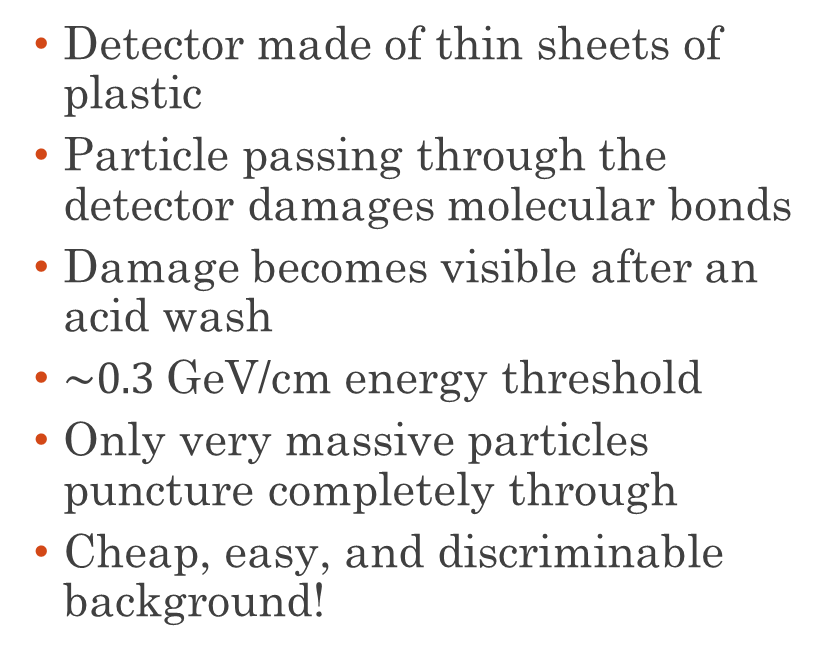 • Detector made of thin sheets of
plastic
• Particle passing through the
detector damages molecular bonds
• Damage becomes visible after an
acid wash
• ~0.3 GeV/cm energy threshold
• Only very massive particles
puncture completely through
• Cheap, easy, and discriminable
background!